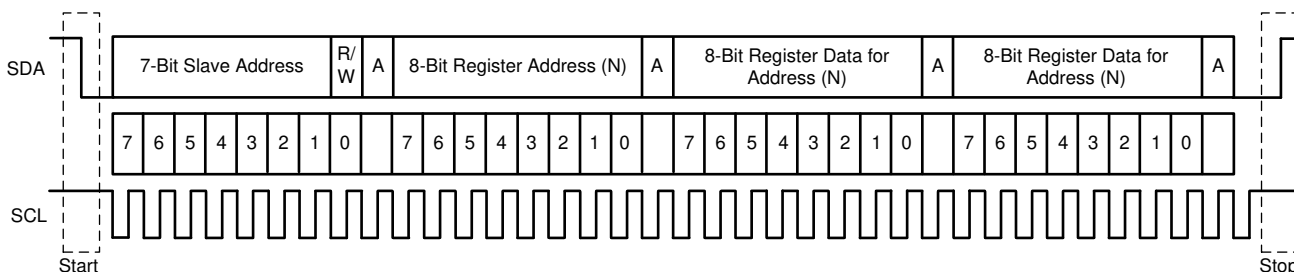 SDA
7-Bit Slave Address
R/
W
A
8-Bit Register Address (N)
A
8-Bit Register Data for
Address (N)
A
8-Bit Register Data for
Address (N)
A
7 6 5 4 3 2 1 0 7 6 5 4 3 2 1 0 7 6 5 4 3 2 1 0 7 6 5 4 3 2 1 0
SCL
Start
Stop